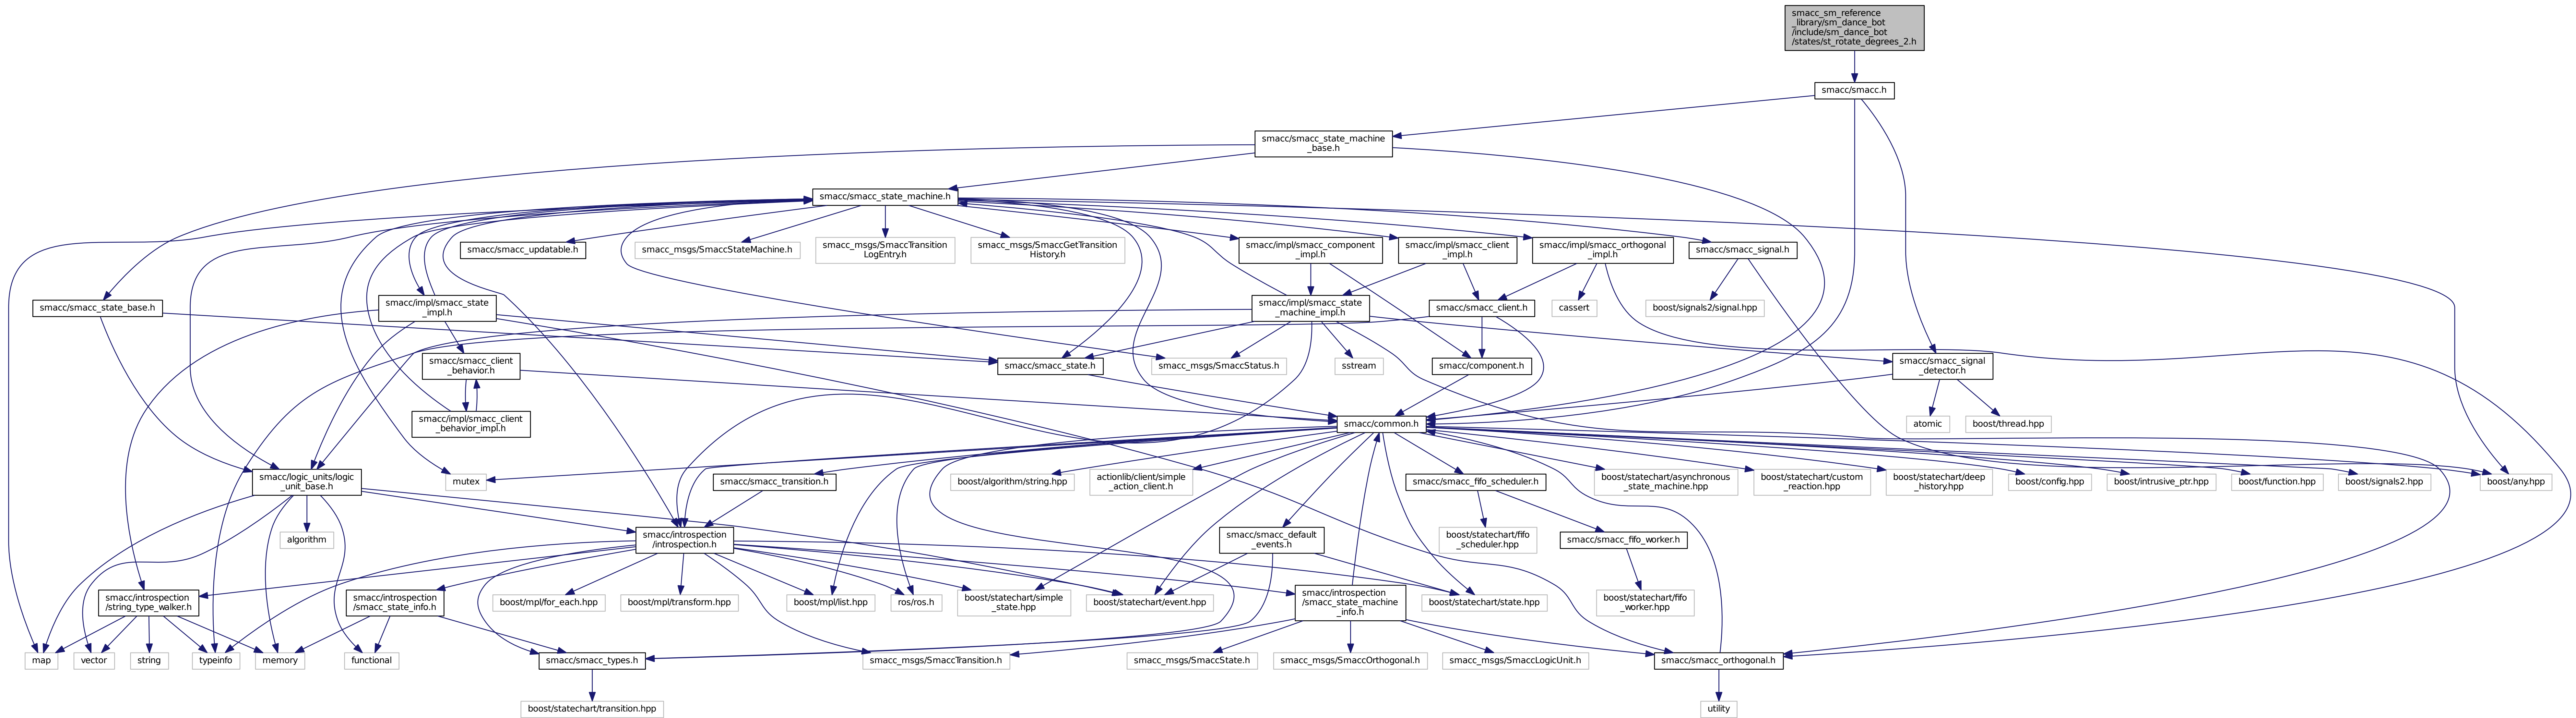 smacc_sm_reference
_library/sm_dance_bot
/include/sm_dance_bot
/states/st_rotate_degrees_2.h
smacc/smacc.h
smacc/smacc_state_machine
_base.h
smacc/smacc_state_machine.h
smacc/smacc_updatable.h
smacc_msgs/SmaccStateMachine.h
smacc_msgs/SmaccTransition
LogEntry.h
smacc_msgs/SmaccGetTransition
History.h
smacc/impl/smacc_component
_impl.h
smacc/impl/smacc_client
_impl.h
smacc/impl/smacc_orthogonal
_impl.h
smacc/smacc_signal.h
smacc/smacc_state_base.h
smacc/impl/smacc_state
_impl.h
smacc/impl/smacc_state
_machine_impl.h
smacc/smacc_client.h
cassert
boost/signals2/signal.hpp
smacc/smacc_client
_behavior.h
smacc/smacc_state.h
smacc_msgs/SmaccStatus.h
sstream
smacc/component.h
smacc/smacc_signal
_detector.h
smacc/impl/smacc_client
_behavior_impl.h
smacc/common.h
atomic
boost/thread.hpp
smacc/logic_units/logic
_unit_base.h
mutex
smacc/smacc_transition.h
boost/algorithm/string.hpp
actionlib/client/simple
_action_client.h
smacc/smacc_fifo_scheduler.h
boost/statechart/asynchronous
_state_machine.hpp
boost/statechart/custom
_reaction.hpp
boost/statechart/deep
_history.hpp
boost/config.hpp
boost/intrusive_ptr.hpp
boost/function.hpp
boost/signals2.hpp
boost/any.hpp
algorithm
smacc/introspection
/introspection.h
smacc/smacc_default
_events.h
boost/statechart/fifo
_scheduler.hpp
smacc/smacc_fifo_worker.h
smacc/introspection
/string_type_walker.h
smacc/introspection
/smacc_state_info.h
boost/mpl/for_each.hpp
boost/mpl/transform.hpp
boost/mpl/list.hpp
ros/ros.h
boost/statechart/simple
_state.hpp
boost/statechart/event.hpp
smacc/introspection
/smacc_state_machine
_info.h
boost/statechart/state.hpp
boost/statechart/fifo
_worker.hpp
map
vector
string
typeinfo
memory
functional
smacc/smacc_types.h
smacc_msgs/SmaccTransition.h
smacc_msgs/SmaccState.h
smacc_msgs/SmaccOrthogonal.h
smacc_msgs/SmaccLogicUnit.h
smacc/smacc_orthogonal.h
boost/statechart/transition.hpp
utility